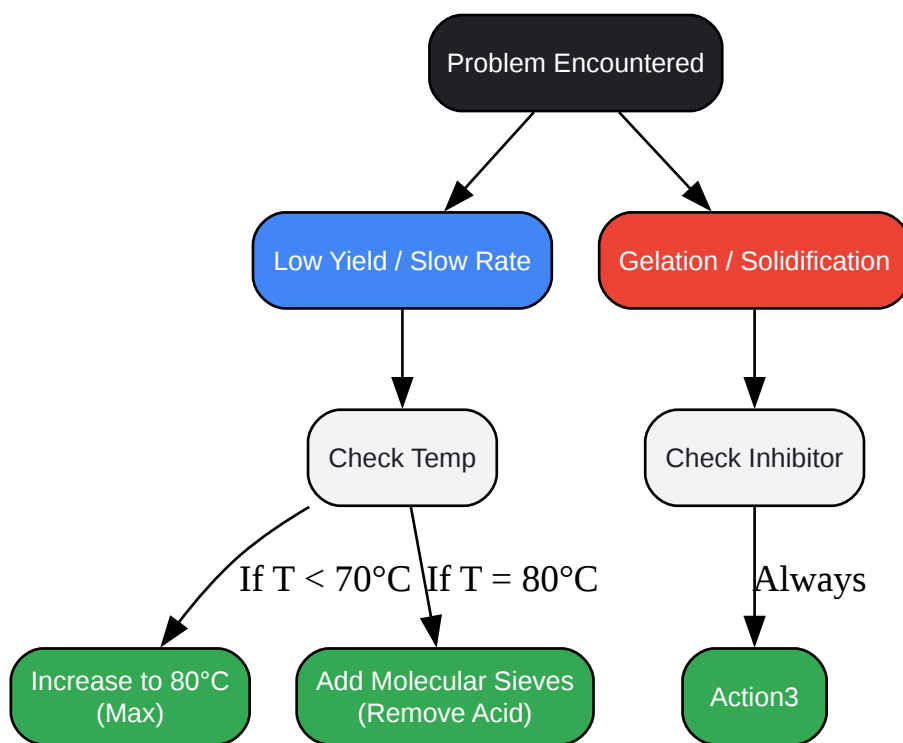 Problem Encountered
Low Yield / Slow Rate
Gelation / Solidification
Check Temp
Check Inhibitor
If T < 70°C
If T = 80°C
Always
Increase to 80°C
(Max)
Add Molecular Sieves
(Remove Acid)
Action3